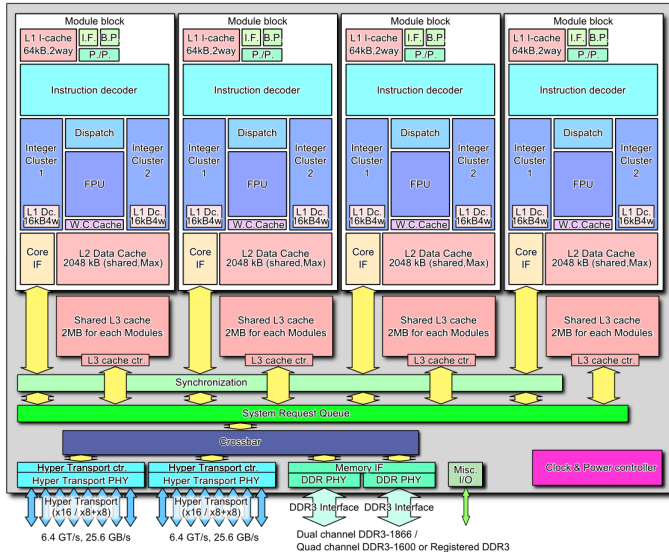 Module block
L1 I-cache
64kB,2way
I.F.
B.P
P./P.
Instruction decoder
Integer
Cluster
1
Dispatch
FPU
Integer
Cluster
2
L1 Dc.
16kB4w
W.C.Cache
L1 Dc.
16kB4w
Core
IF
L2 Data Cache
2048 kB (shared,Max)
Shared L3 cache
2MB for each Modules
L3 cache ctr.
Module block
L1 I-cache
64kB,2way
I.F.
B.P
P./P.
Instruction decoder
Integer
Cluster
1
Dispatch
FPU
Integer
Cluster
2
L1 Dc.
16kB4w
W.C.Cache
L1 Dc.
16kB4w
Core
IF
L2 Data Cache
2048 kB (shared,Max)
Shared L3 cache
2MB for each Modules
L3 cache ctr.
Module block
L1 I-cache
64kB,2way
I.F.
B.P
P./P.
Instruction decoder
Integer
Cluster
1
Dispatch
FPU
Integer
Cluster
2
L1 Dc.
16kB4w
W.C.Cache
L1 Dc.
16kB4w
Core
IF
L2 Data Cache
2048 kB (shared,Max)
Shared L3 cache
2MB for each Modules
L3 cache ctr.
Module block
L1 I-cache
64kB,2way
I.F.
B.P
P./P.
Instruction decoder
Integer
Cluster
1
Dispatch
FPU
Integer
Cluster
2
L1 Dc.
16kB4w
W.C.Cache
L1 Dc.
16kB4w
Core
IF
L2 Data Cache
2048 kB (shared,Max)
Shared L3 cache
2MB for each Modules
L3 cache ctr.
Synchronization
System Request Queue
Crossbar
Hyper Transport ctr.
Hyper Transport PHY
Hyper Transport
(x16 / x8+x8)
6.4 GT/s, 25.6 GB/s
Hyper Transport ctr.
Hyper Transport PHY
Hyper Transport
(x16 / x8+x8)
6.4 GT/s, 25.6 GB/s
Memory IF
DDR PHY
DDR PHY
DDR3 Interface
DDR3 Interface
Dual channel DDR3-1866 /
Quad channel DDR3-1600 or Registered DDR3
Misc.
I/O
Clock & Power controller